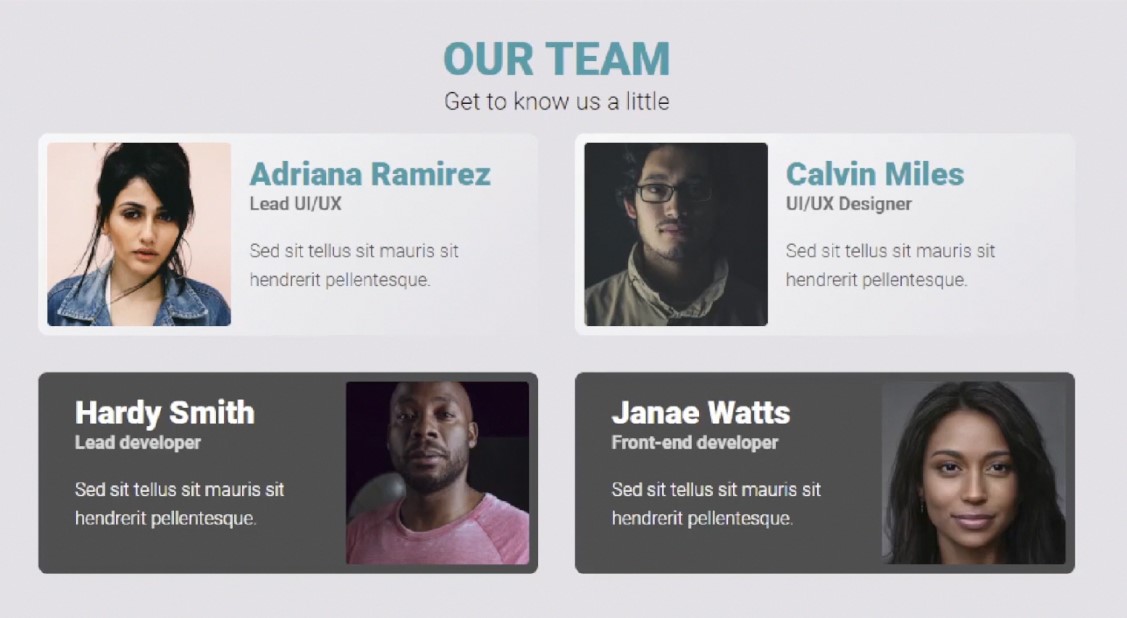 OUR TEAM
Get to know us a little
Adriana Ramirez
Lead UI/UX
Sed sit tellus sit mauris sit
hendrerit pellentesque.
Calvin Miles
UI/UX Designer
Sed sit tellus sit mauris sit
hendrerit pellentesque.
Hardy Smith
Lead developer
Sed sit tellus sit mauris sit
hendrerit pellentesque.
Janae Watts
Front-end developer
Sed sit tellus sit mauris sit
hendrerit pellentesque.